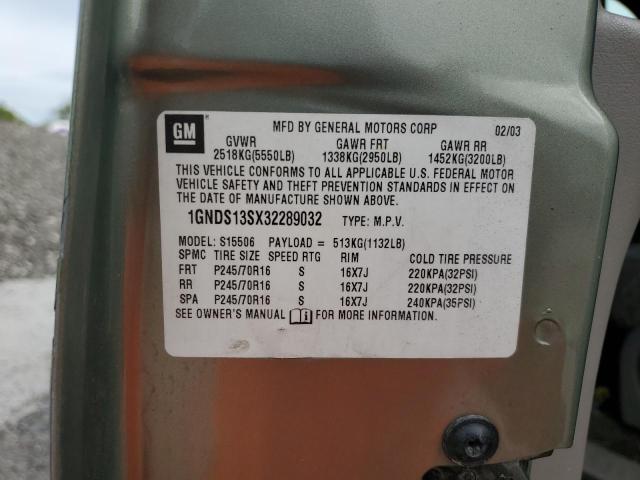 GM MFD BY GENERAL MOTORS CORP 02/03
GVWR GAWR FRT GAWR RR
2518KG(5550LB) 1338KG(2950LB) 1452KG(3200LB)
THIS VEHICLE CONFORMS TO ALL APPLICABLE U.S. FEDERAL MOTOR
VEHICLE SAFETY AND THEFT PREVENTION STANDARDS IN EFFECT ON
THE DATE OF MANUFACTURE SHOWN ABOVE.
1GNDS13SX32289032 TYPE: M.P.V.
MODEL: S15506 PAYLOAD = 513KG(1132LB)
SPMC TIRE SIZE SPEED RTG RIM COLD TIRE PRESSURE
FRT P245/70R16 S 16X7J 220KPA(32PSI)
RR P245/70R16 S 16X7J 220KPA(32PSI)
SPA P245/70R16 S 16X7J 240KPA(35PSI)
SEE OWNER'S MANUAL FOR MORE INFORMATION.